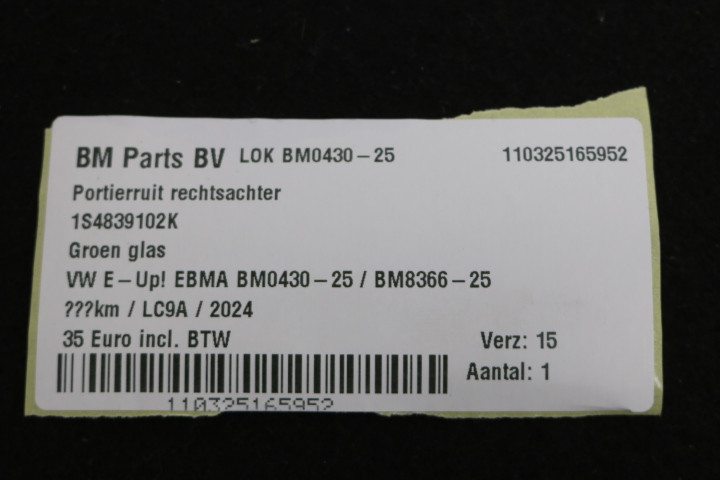 BM Parts BV LOK BM0430-25 110325165952
Portierruit rechtsachter
1S4839102K
Groen glas
VW E-Up! EBMA BM0430-25 / BM8366-25
???km / LC9A / 2024
35 Euro incl. BTW Verz: 15
Aantal: 1
110325165952